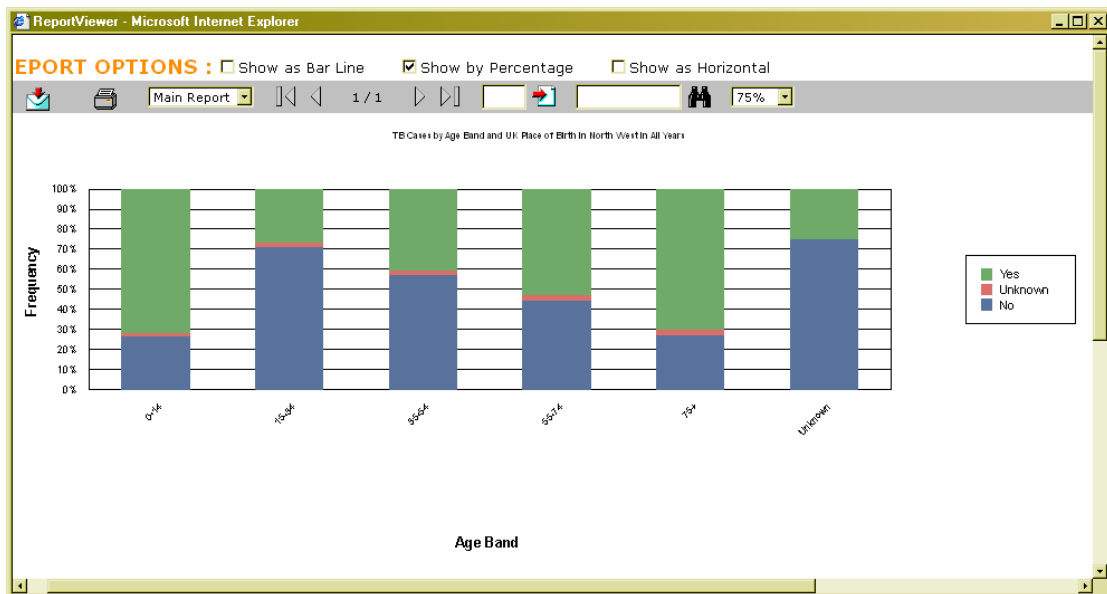 ReportViewer - Microsoft Internet Explorer
EPORT OPTIONS : Show as Bar Line Show by Percentage Show as Horizontal
Main Report 1 / 1 75%
TB Cases by Age Band and UK Place of Birth in North West in All Years
100%
90%
80%
70%
60%
50%
40%
30%
20%
10%
0%
Frequency
0-14
15-34
35-54
55-74
75+
Unknown
Age Band
Yes
Unknown
No